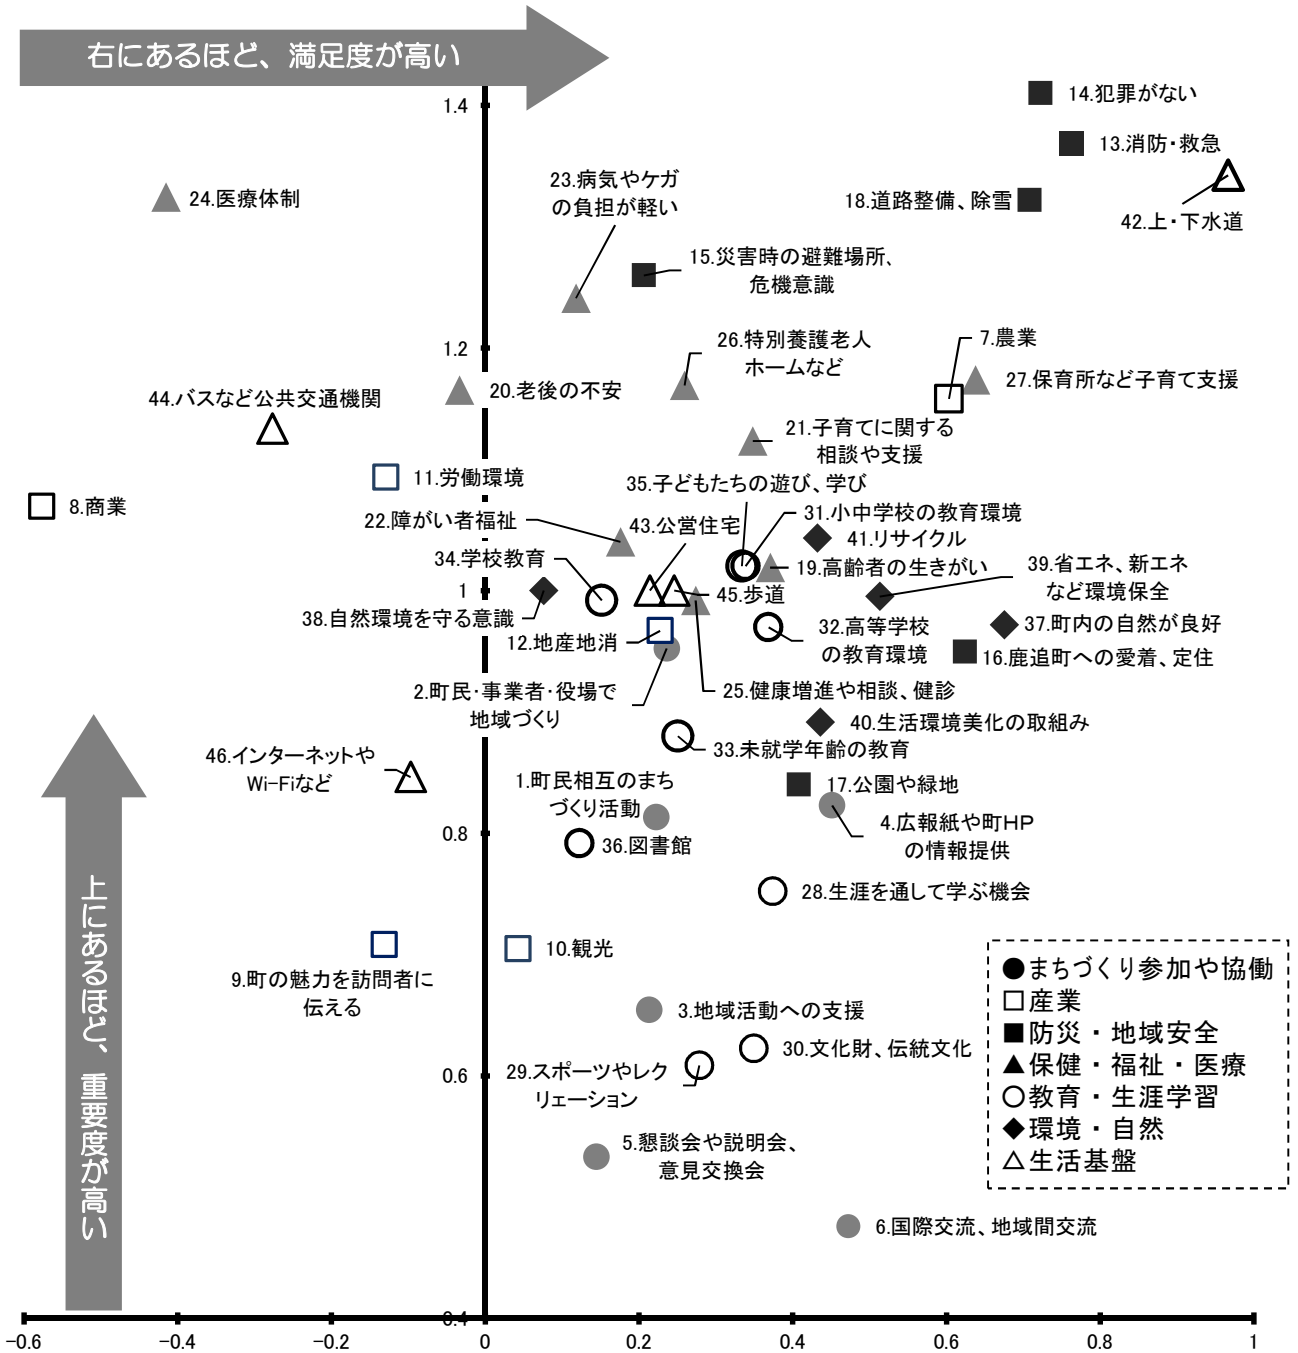 右にあるほど、満足度が高い
1.4
14.犯罪がない
13.消防・救急
23.病気やケガ
の負担が軽い
24.医療体制
18.道路整備、除雪
42.上・下水道
15.災害時の避難場所、
危機意識
26.特別養護老人
ホームなど
7.農業
1.2
27.保育所など子育て支援
20.老後の不安
44.バスなど公共交通機関
21.子育てに関する
相談や支援
11.労働環境
35.子どもたちの遊び、学び
8.商業
22.障がい者福祉
43.公営住宅
31.小中学校の教育環境
41.リサイクル
34.学校教育
19.高齢者の生きがい
39.省エネ、新エネ
など環境保全
1
45.歩道
38.自然環境を守る意識
12.地産地消
32.高等学校
の教育環境
37.町内の自然が良好
16.鹿追町への愛着、定住
2.町民・事業者・役場で
地域づくり
25.健康増進や相談、健診
40.生活環境美化の取組み
33.未就学年齢の教育
46.インターネットや
Wi-Fiなど
1.町民相互のまち
づくり活動
17.公園や緑地
4.広報紙や町HP
の情報提供
0.8
36.図書館
28.生涯を通して学ぶ機会
上にあるほど、重要度が高い
9.町の魅力を訪問者に
伝える
10.観光
3.地域活動への支援
30.文化財、伝統文化
29.スポーツやレク
リェーション
0.6
5.懇談会や説明会、
意見交換会
6.国際交流、地域間交流
●まちづくり参加や協働
□産業
■防災・地域安全
▲保健・福祉・医療
○教育・生涯学習
◆環境・自然
△生活基盤
0.4
-0.6 -0.4 -0.2 0 0.2 0.4 0.6 0.8 1